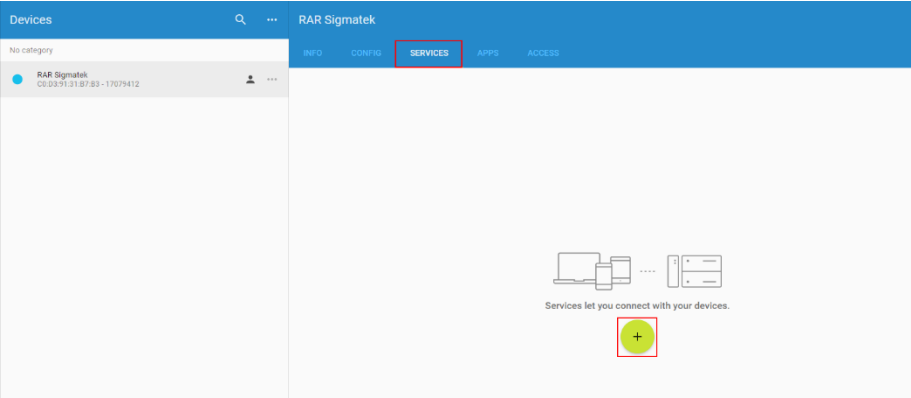 Devices
RAR Sigmatek
INFO CONFIG SERVICES APPS ACCESS
No category
RAR Sigmatek
C0:D3:91:31:B7:B3 - 17079412
Services let you connect with your devices.